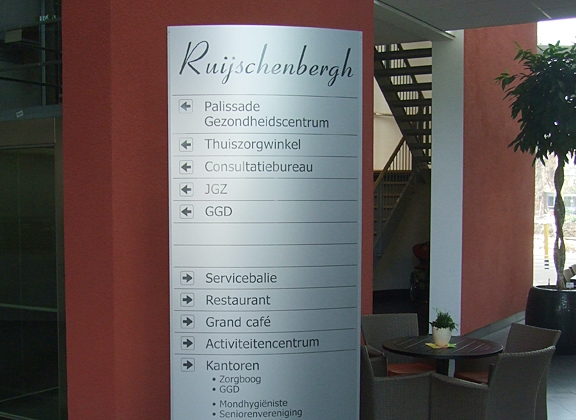 Ruijschenbergh
Palissade
Gezondheidscentrum
Thuiszorgwinkel
Consultatiebureau
JGZ
GGD
Servicebalie
Restaurant
Grand café
Activiteitencentrum
Kantoren
• Zorgboog
• GGD
• Mondhygiëniste
• Seniorenvereniging